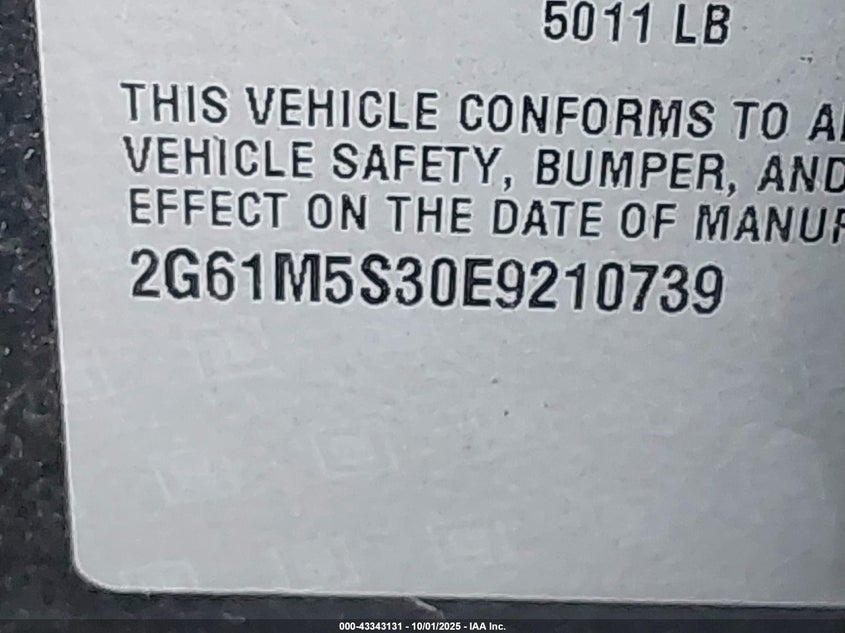 5011 LB
THIS VEHICLE CONFORMS TO A
VEHICLE SAFETY, BUMPER, AND
EFFECT ON THE DATE OF MANUF
2G61M5S30E9210739
000-43343131 - 10/01/2025 - IAA Inc.